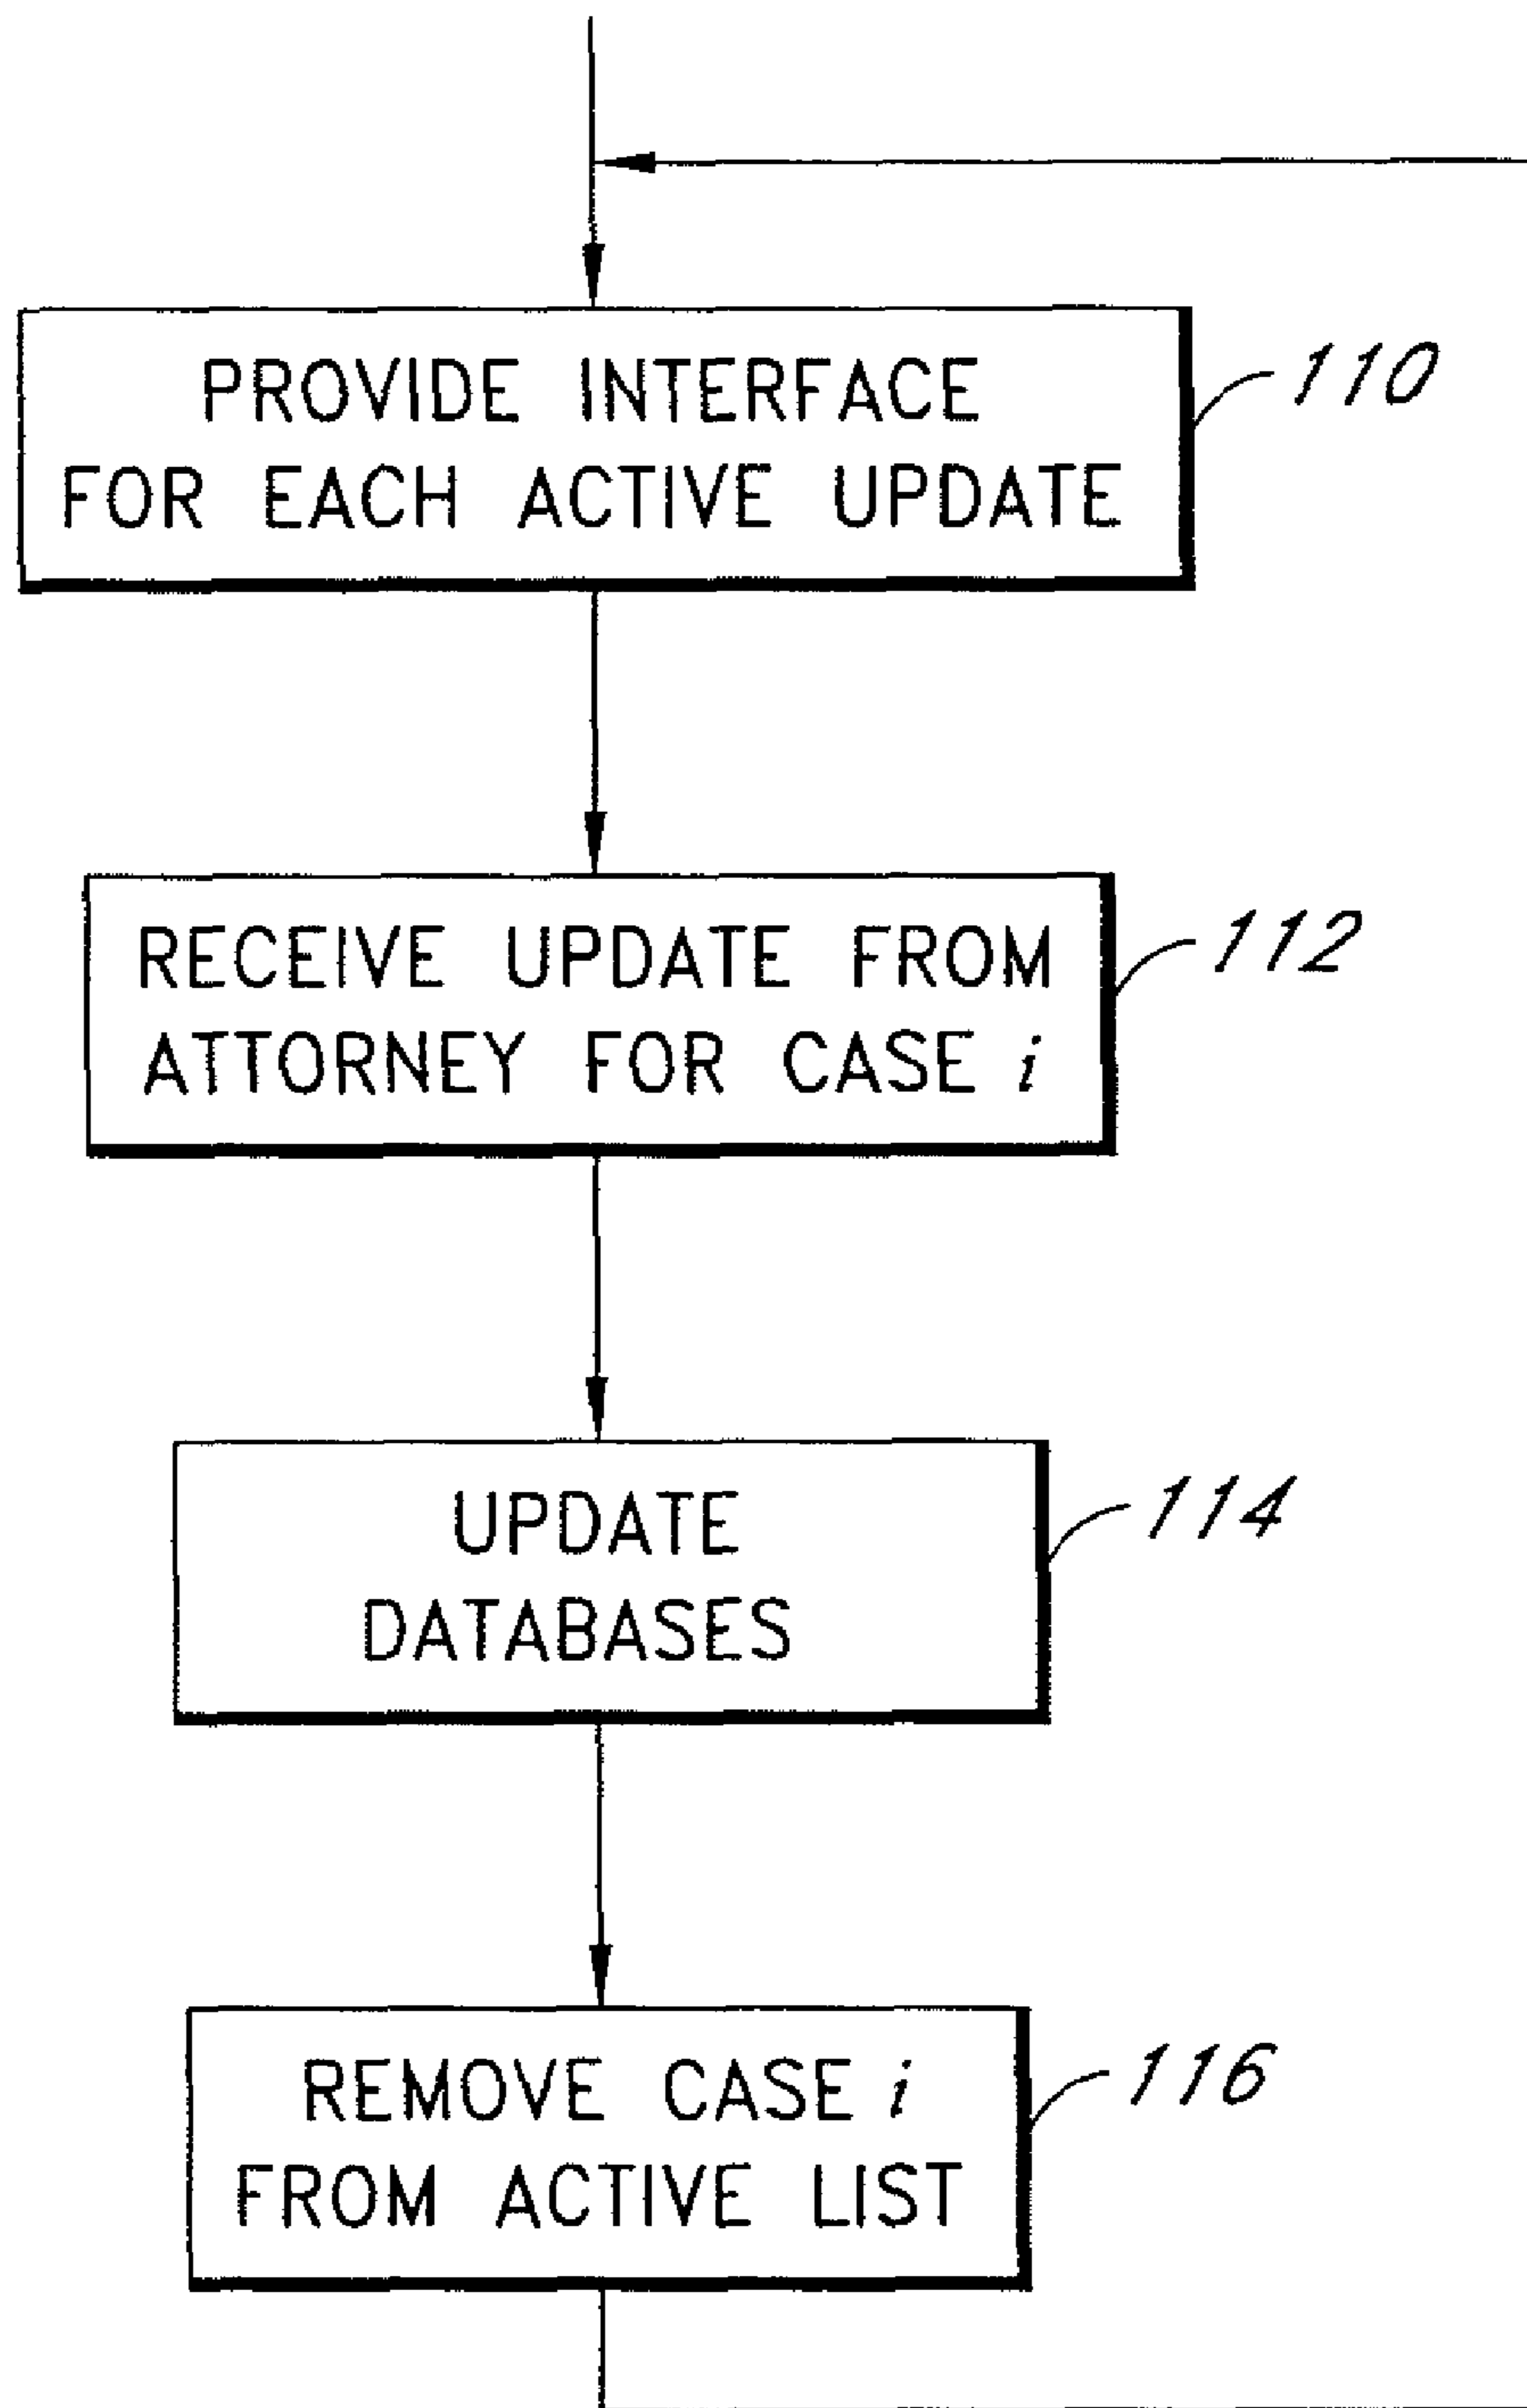 PROVIDE INTERFACE
FOR EACH ACTIVE UPDATE
110
RECEIVE UPDATE FROM
ATTORNEY FOR CASE i
112
UPDATE
DATABASES
114
REMOVE CASE i
FROM ACTIVE LIST
116